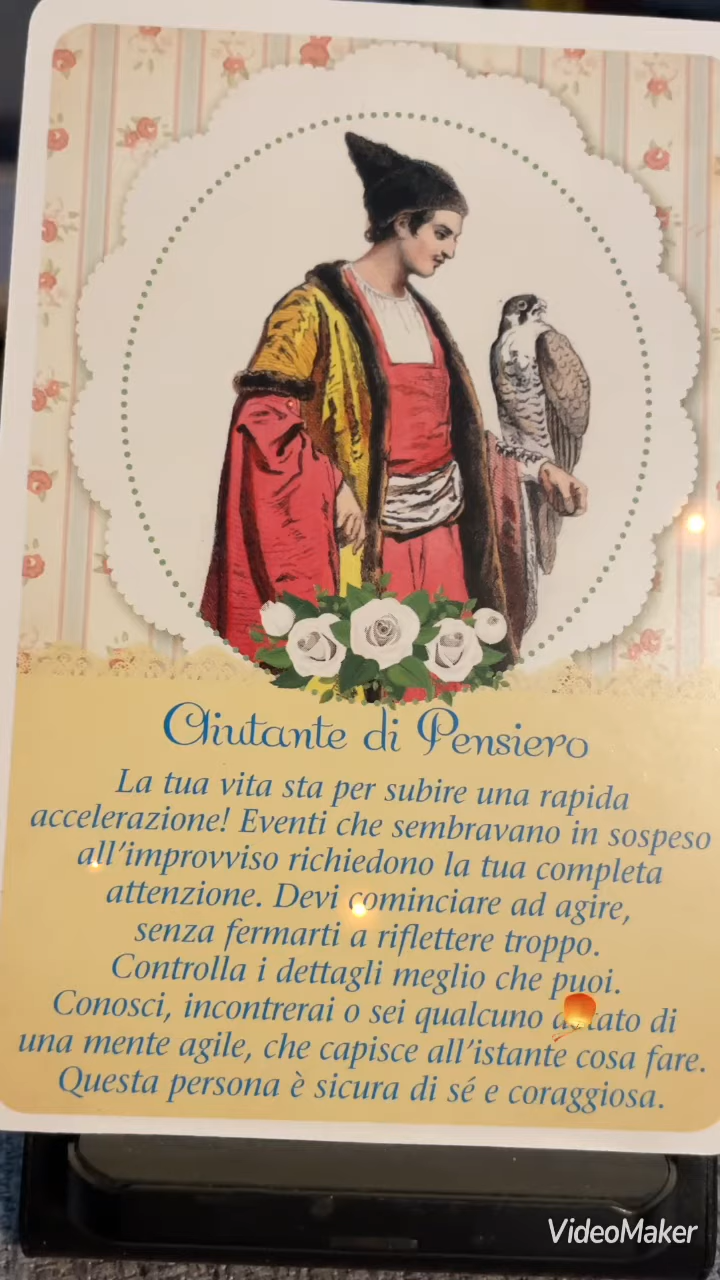 Aiutante di Pensiero
La tua vita sta per subire una rapida
accelerazione! Eventi che sembravano in sospeso
all'improvviso richiedono la tua completa
attenzione. Devi cominciare ad agire,
senza fermarti a riflettere troppo.
Controlla i dettagli meglio che puoi.
Conosci, incontrerai o sei qualcuno dotato di
una mente agile, che capisce all'istante cosa fare.
Questa persona è sicura di sé e coraggiosa.
VideoMaker